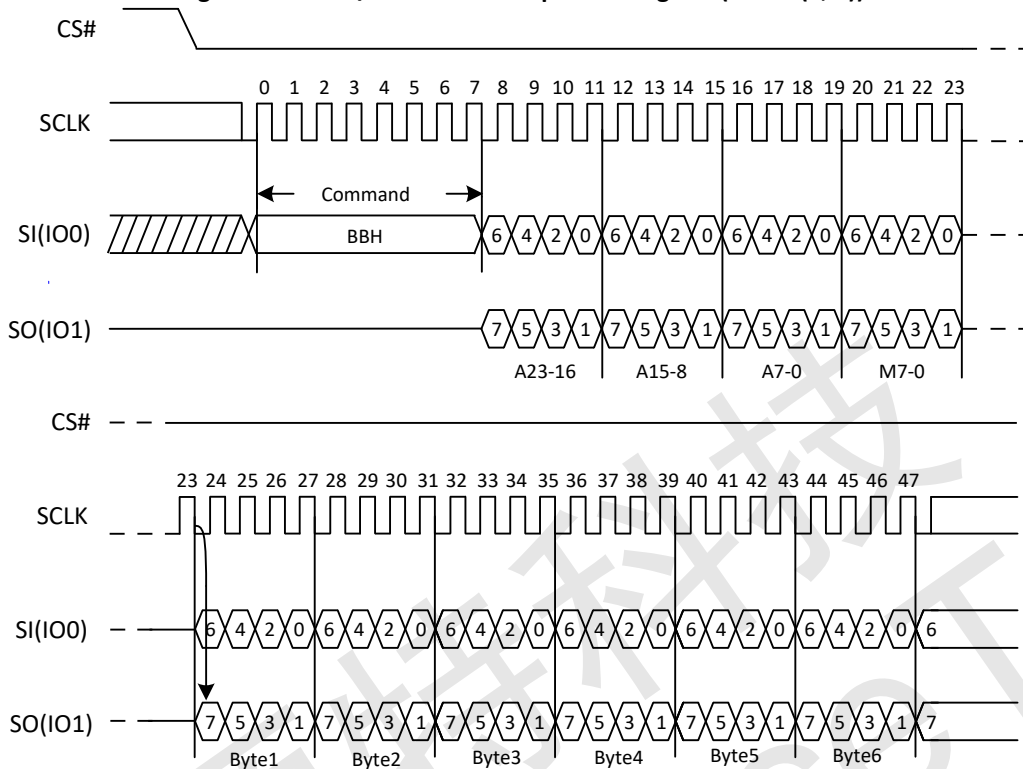 CS#
0 1 2 3 4 5 6 7 8 9 10 11 12 13 14 15 16 17 18 19 20 21 22 23
SCLK
Command
SI(IO0) BBH 6 4 2 0 6 4 2 0 6 4 2 0 6 4 2 0
SO(IO1) 7 5 3 1 7 5 3 1 7 5 3 1 7 5 3 1
A23-16 A15-8 A7-0 M7-0
CS#
23 24 25 26 27 28 29 30 31 32 33 34 35 36 37 38 39 40 41 42 43 44 45 46 47
SCLK
SI(IO0) 6 4 2 0 6 4 2 0 6 4 2 0 6 4 2 0 6 4 2 0 6 4 2 0 6
SO(IO1) 7 5 3 1 7 5 3 1 7 5 3 1 7 5 3 1 7 5 3 1 7 5 3 1 7
Byte1 Byte2 Byte3 Byte4 Byte5 Byte6
特科技